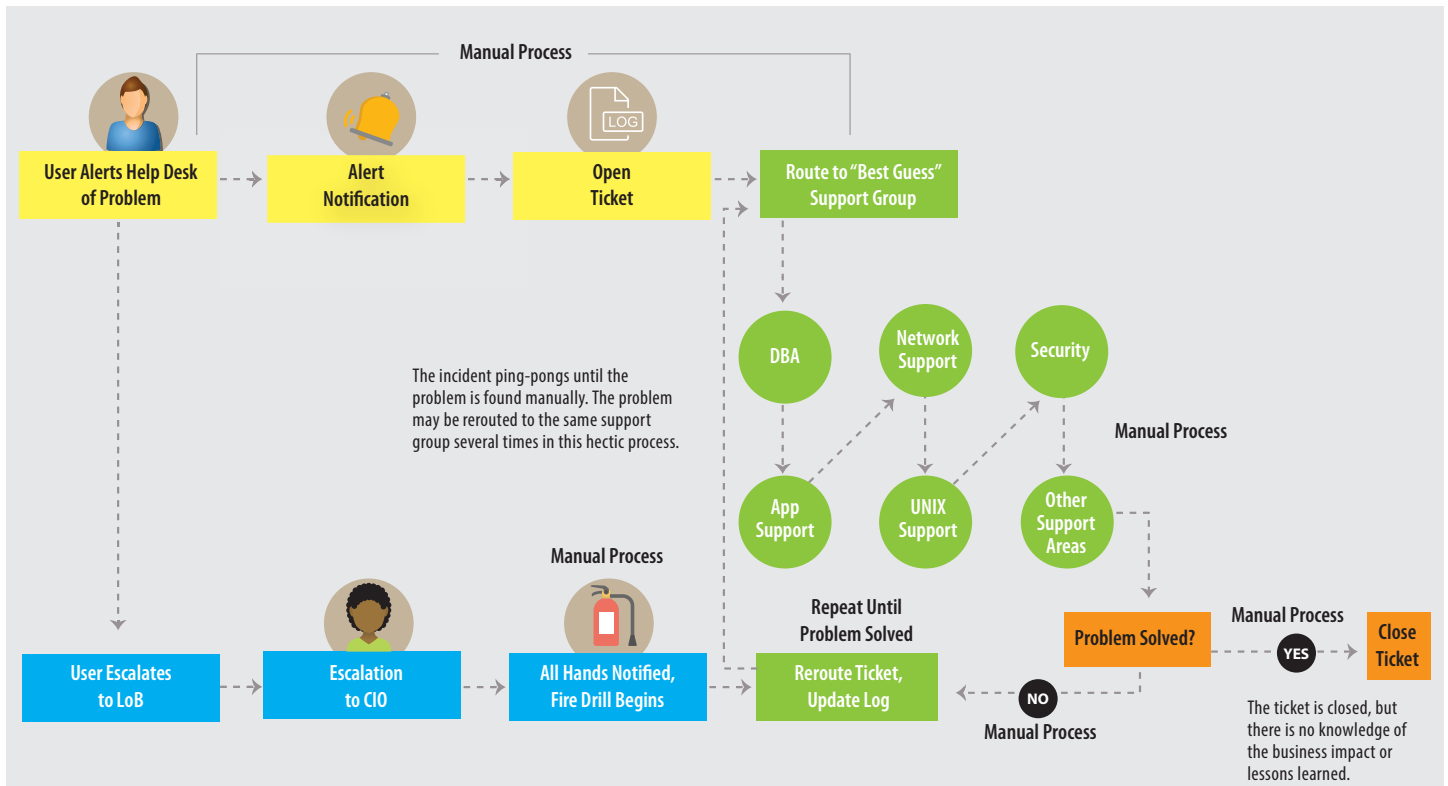 Manual Process
LOG
User Alerts Help Desk
of Problem
Alert
Notification
Open
Ticket
Route to “Best Guess”
Support Group
DBA
Network
Support
Security
The incident ping-pongs until the
problem is found manually. The problem
may be rerouted to the same support
group several times in this hectic process.
Manual Process
App
Support
UNIX
Support
Other
Support
Areas
Manual Process
Repeat Until
Problem Solved
Problem Solved?
Manual Process
YES
Close
Ticket
User Escalates
to LoB
Escalation
to CIO
All Hands Notified,
Fire Drill Begins
Reroute Ticket,
Update Log
NO
Manual Process
The ticket is closed, but
there is no knowledge of
the business impact or
lessons learned.